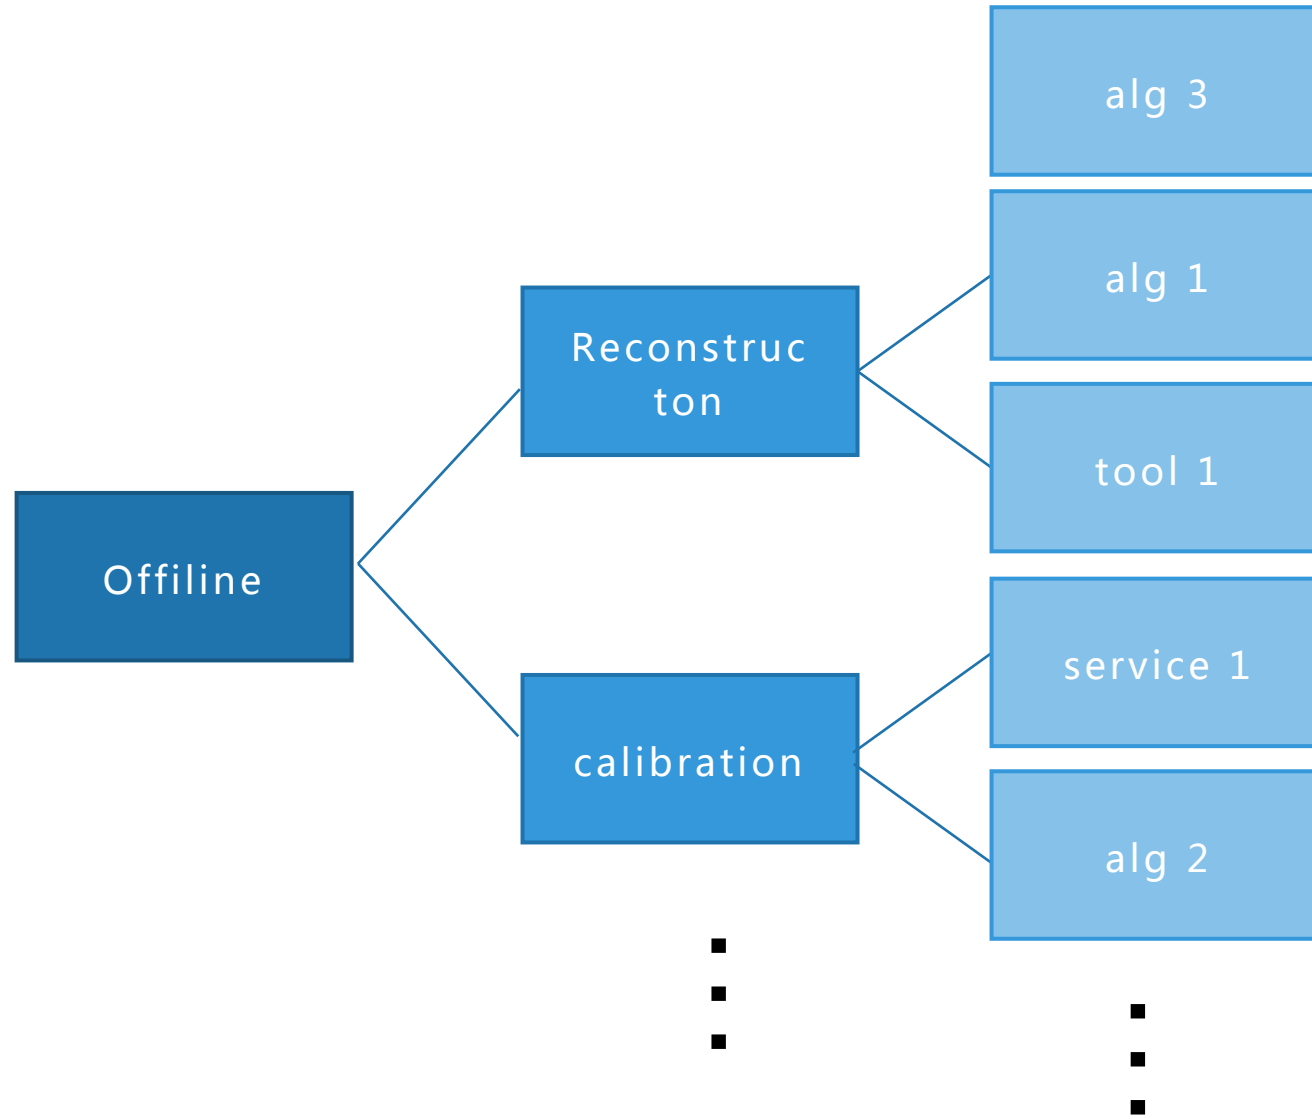 alg 3
alg 1
Reconstruc
ton
tool 1
Offiline
service 1
calibration
alg 2